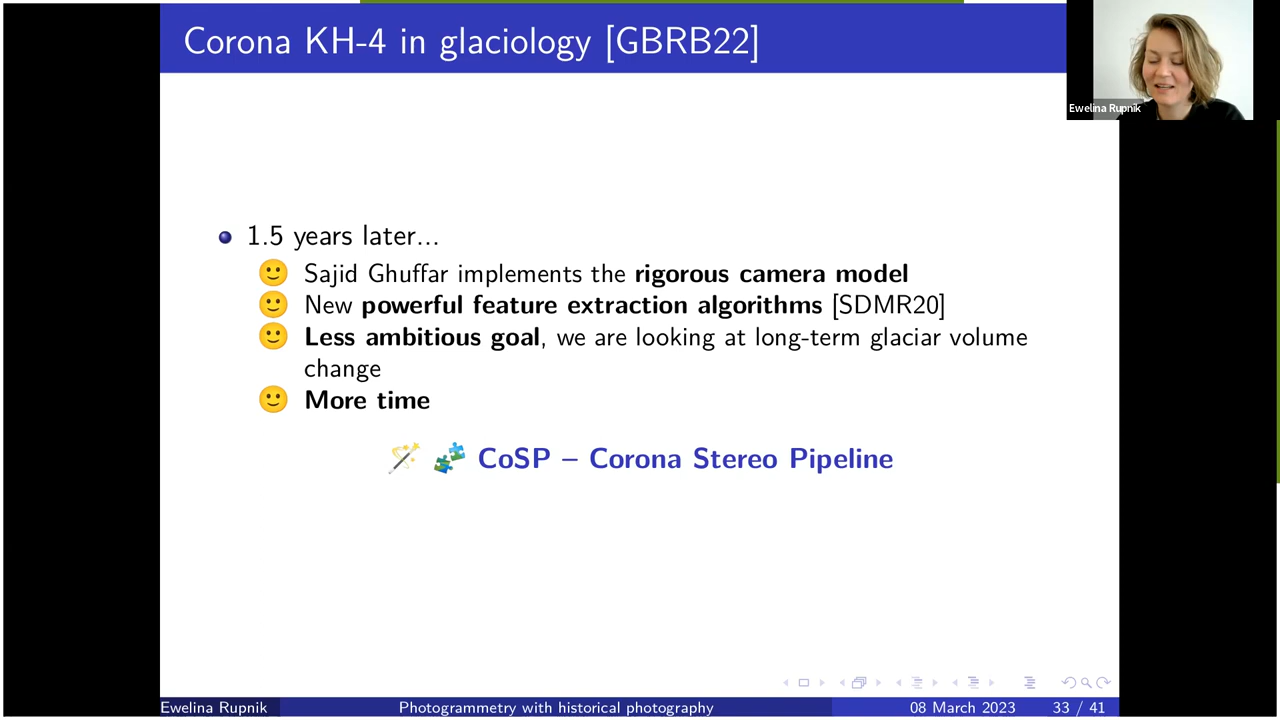 Corona KH-4 in glaciology [GBRB22]
Ewelina Rupnik
1.5 years later...
Sajid Ghuffar implements the rigorous camera model
New powerful feature extraction algorithms [SDMR20]
Less ambitious goal, we are looking at long-term glaciar volume
change
More time
CoSP – Corona Stereo Pipeline
Ewelina Rupnik
Photogrammetry with historical photography
08 March 2023
33 / 41